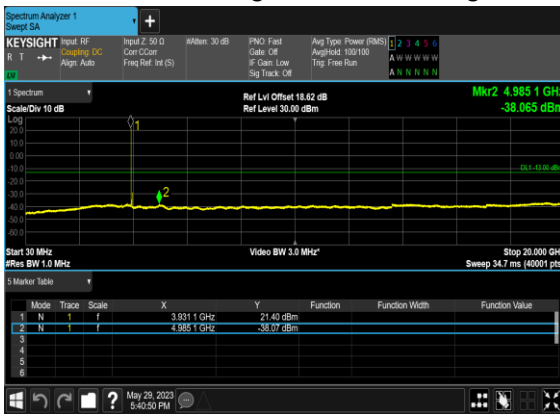 Spectrum Analyzer 1
Swept SA
KEYSIGHT Input: RF Input Z: 50 Ω #Atten: 30 dB PNO: Fast Avg Type: Power (RMS) 1 2 3 4 5 6
R T Coupling: DC Corr CCorr Gate: Off Avg|Hold: 100/100 A W W W W W
Align: Auto Freq Ref: Int (S) IF Gain: Low Trig: Free Run
LV Sig Track: Off A N N N N N
1 Spectrum Ref Lvl Offset 18.62 dB Mkr2 4.985 1 GHz
Scale/Div 10 dB Ref Level 30.00 dBm -38.065 dBm
Log
1
20.0
10.0
0.00
-10.0
DL1 -13.00 dBm
-20.0
2
-30.0
-40.0
-50.0
-60.0
Start 30 MHz Video BW 3.0 MHz* Stop 20.000 GH
#Res BW 1.0 MHz Sweep 34.7 ms (40001 pts
5 Marker Table
Mode Trace Scale X Y Function Function Width Function Value
1 N 1 f 3.931 1 GHz 21.40 dBm
2 N 1 f 4.985 1 GHz -38.07 dBm
3
4
5
6
? May 29, 2023
5:40:50 PM